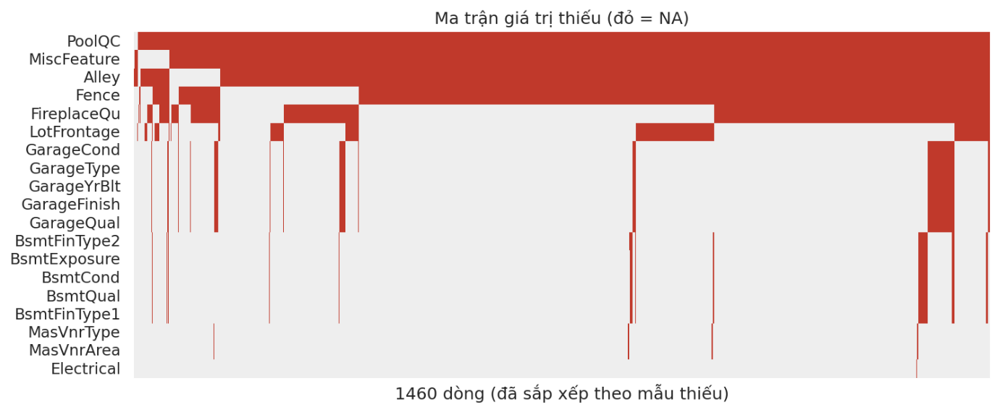 Ma trận giá trị thiếu (đỏ = NA)
PoolQC
MiscFeature
Alley
Fence
FireplaceQu
LotFrontage
GarageCond
GarageType
GarageYrBlt
GarageFinish
GarageQual
BsmtFinType2
BsmtExposure
BsmtCond
BsmtQual
BsmtFinType1
MasVnrType
MasVnrArea
Electrical
1460 dòng (đã sắp xếp theo mẫu thiếu)